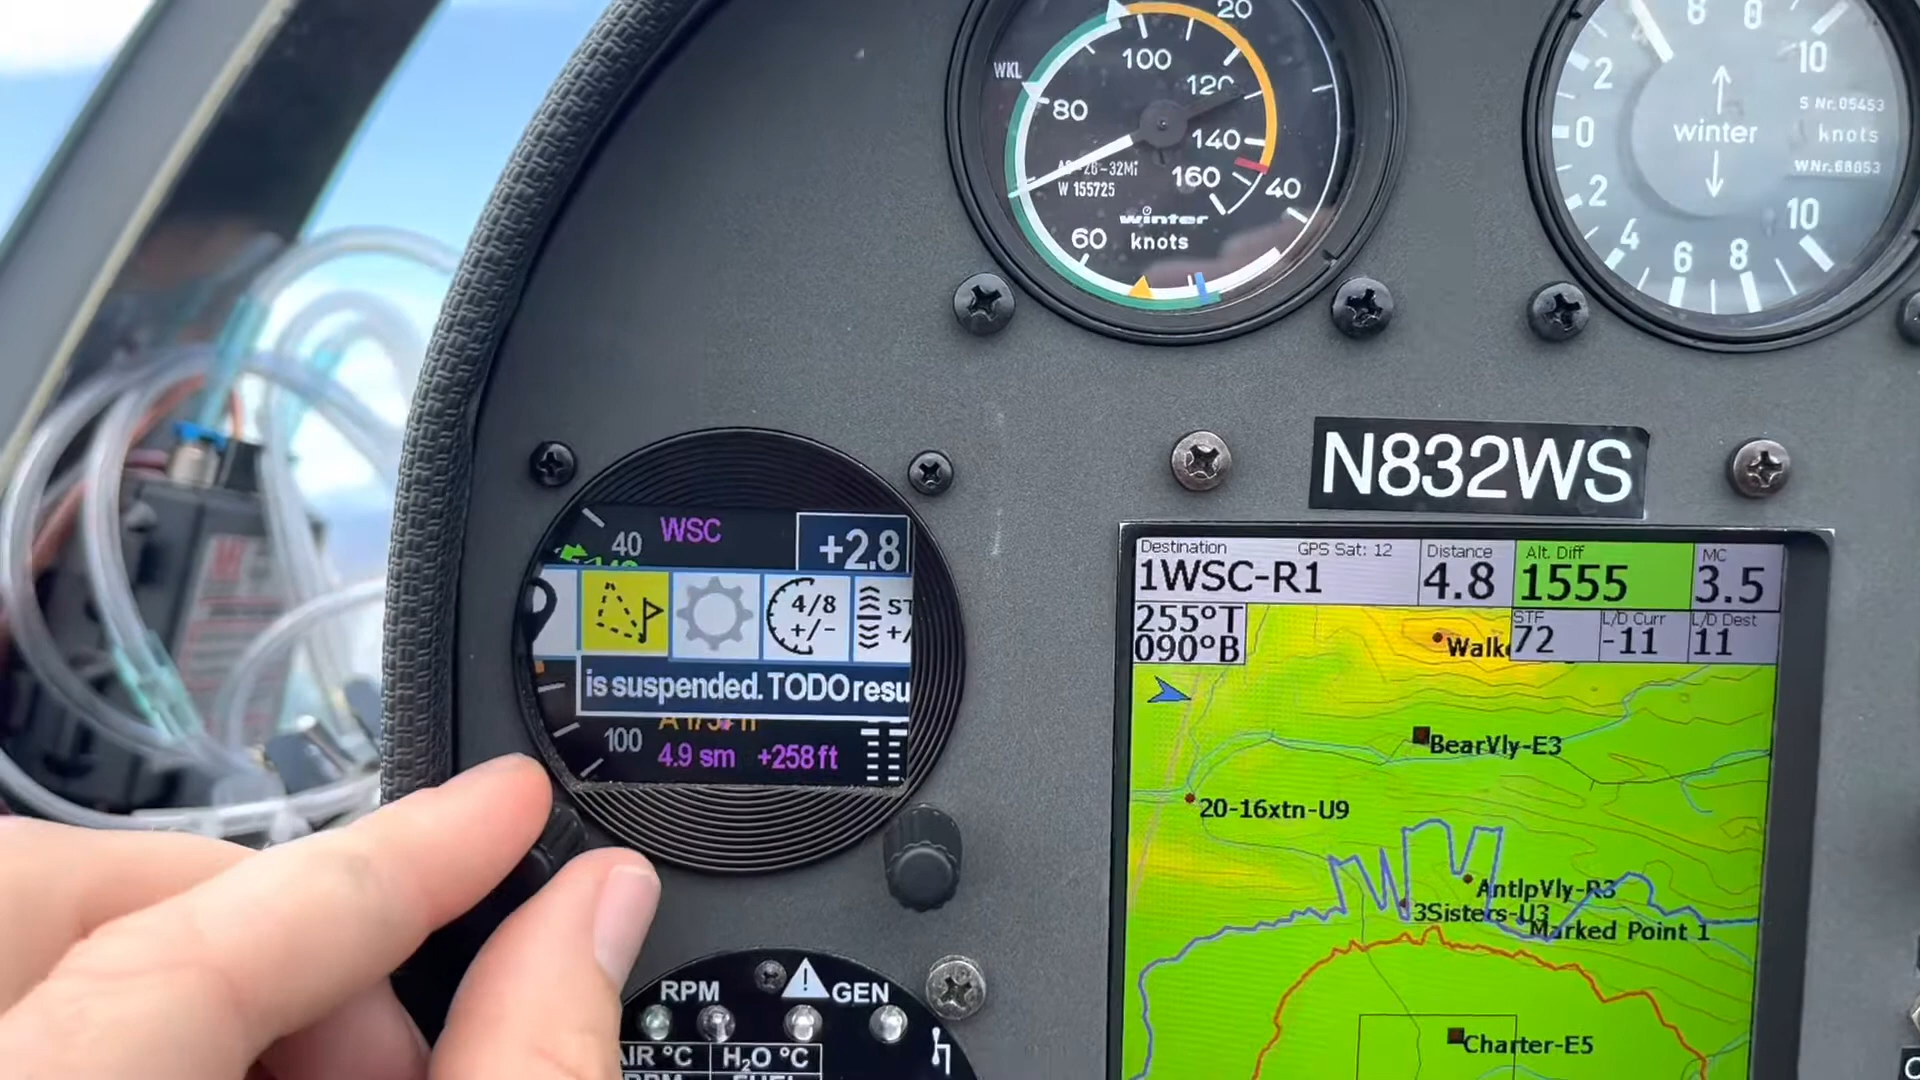 20
100
WKL
120
80
140
160
40
W 155725
winter
60
knots
8
8
10
2
S Nr.05453
0
winter
knots
WNr.68053
2
10
4
6
8
N832WS
40
WSC
+2.8
4/8
+/-
ST
+/
is suspended. TODO resu
100
4.9 sm +258 ft
Destination
GPS Sat: 12
1WSC-R1
Distance
4.8
Alt. Diff
1555
MC
3.5
255°T
090°B
STF
72
L/D Curr
-11
L/D Dest
11
Walke
BearVly-E3
20-16xtn-U9
AntlpVly-R3
3Sisters-U3
Marked Point 1
Charter-E5
RPM
!
GEN
AIR °C
H2O °C